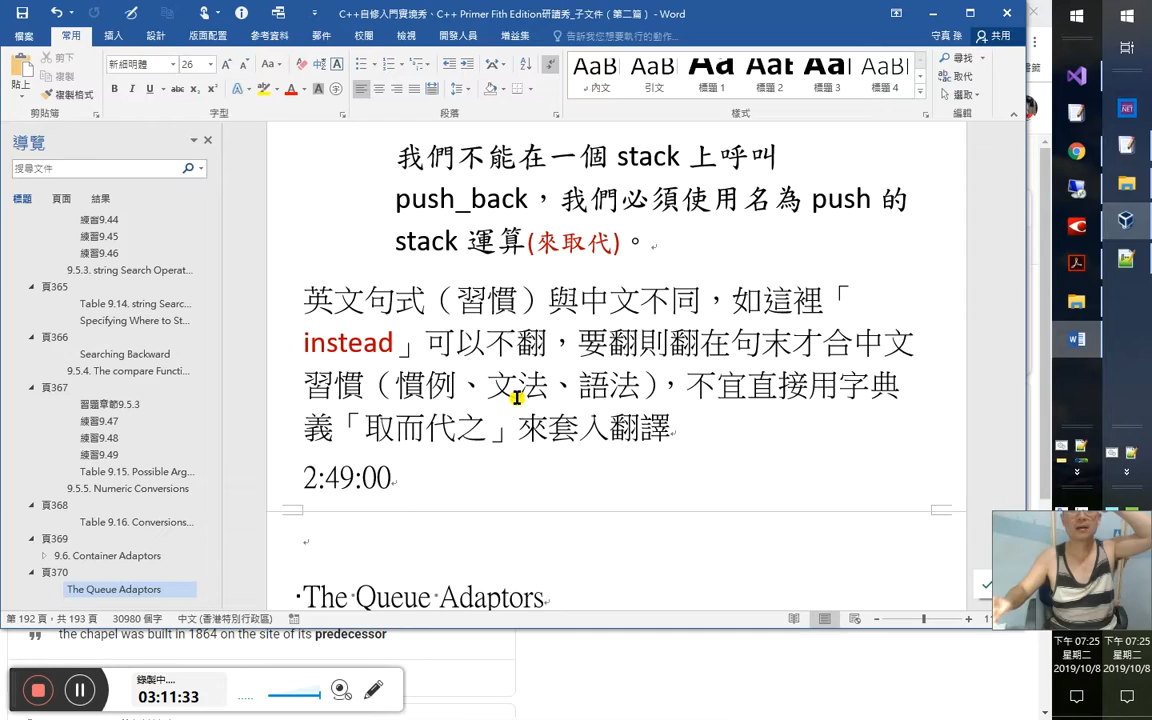 C++自修入門實境秀、C++ Primer Fith Edition研讀秀_子文件（第二篇） - Word
檔案 常用 插入 設計 版面配置 參考資料 郵件 校閱 檢視 開發人員 增益集 告訴我您想要執行的動作... 守真 孫 共用
貼上 剪下 複製 複製格式
新細明體 26
尋找 取代 選取
AaB AaB AaB AaB AaB AaB(
內文 內文 標題 1 標題 2 標題 3 標題 4
剪貼簿 字型 段落 樣式 編輯
導覽
搜尋文件
標題 頁面 結果
練習9.44
練習9.45
練習9.46
9.5.3. string Search Operat...
頁365
Table 9.14. string Searc...
Specifying Where to St...
頁366
Searching Backward
9.5.4. The compare Functi...
頁367
習題章節9.5.3
練習9.47
練習9.48
練習9.49
Table 9.15. Possible Arg...
9.5.5. Numeric Conversions
頁368
Table 9.16. Conversions...
頁369
9.6. Container Adaptors
頁370
The Queue Adaptors
我們不能在一個 stack 上呼叫
push_back，我們必須使用名為 push 的
stack 運算(來取代)。
英文句式（習慣）與中文不同，如這裡「
instead」可以不翻，要翻則翻在句末才合中文
習慣（慣例、文法、語法），不宜直接用字典
義「取而代之」來套入翻譯
2:49:00
The Queue Adaptors
第 192 頁，共 193 頁 30980 個字 中文 (香港特別行政區)
the chapel was built in 1864 on the site of its predecessor
錄製中....
03:11:33
下午 07:25 下午 07:25
星期二 星期二
2019/10/8 2019/10/8